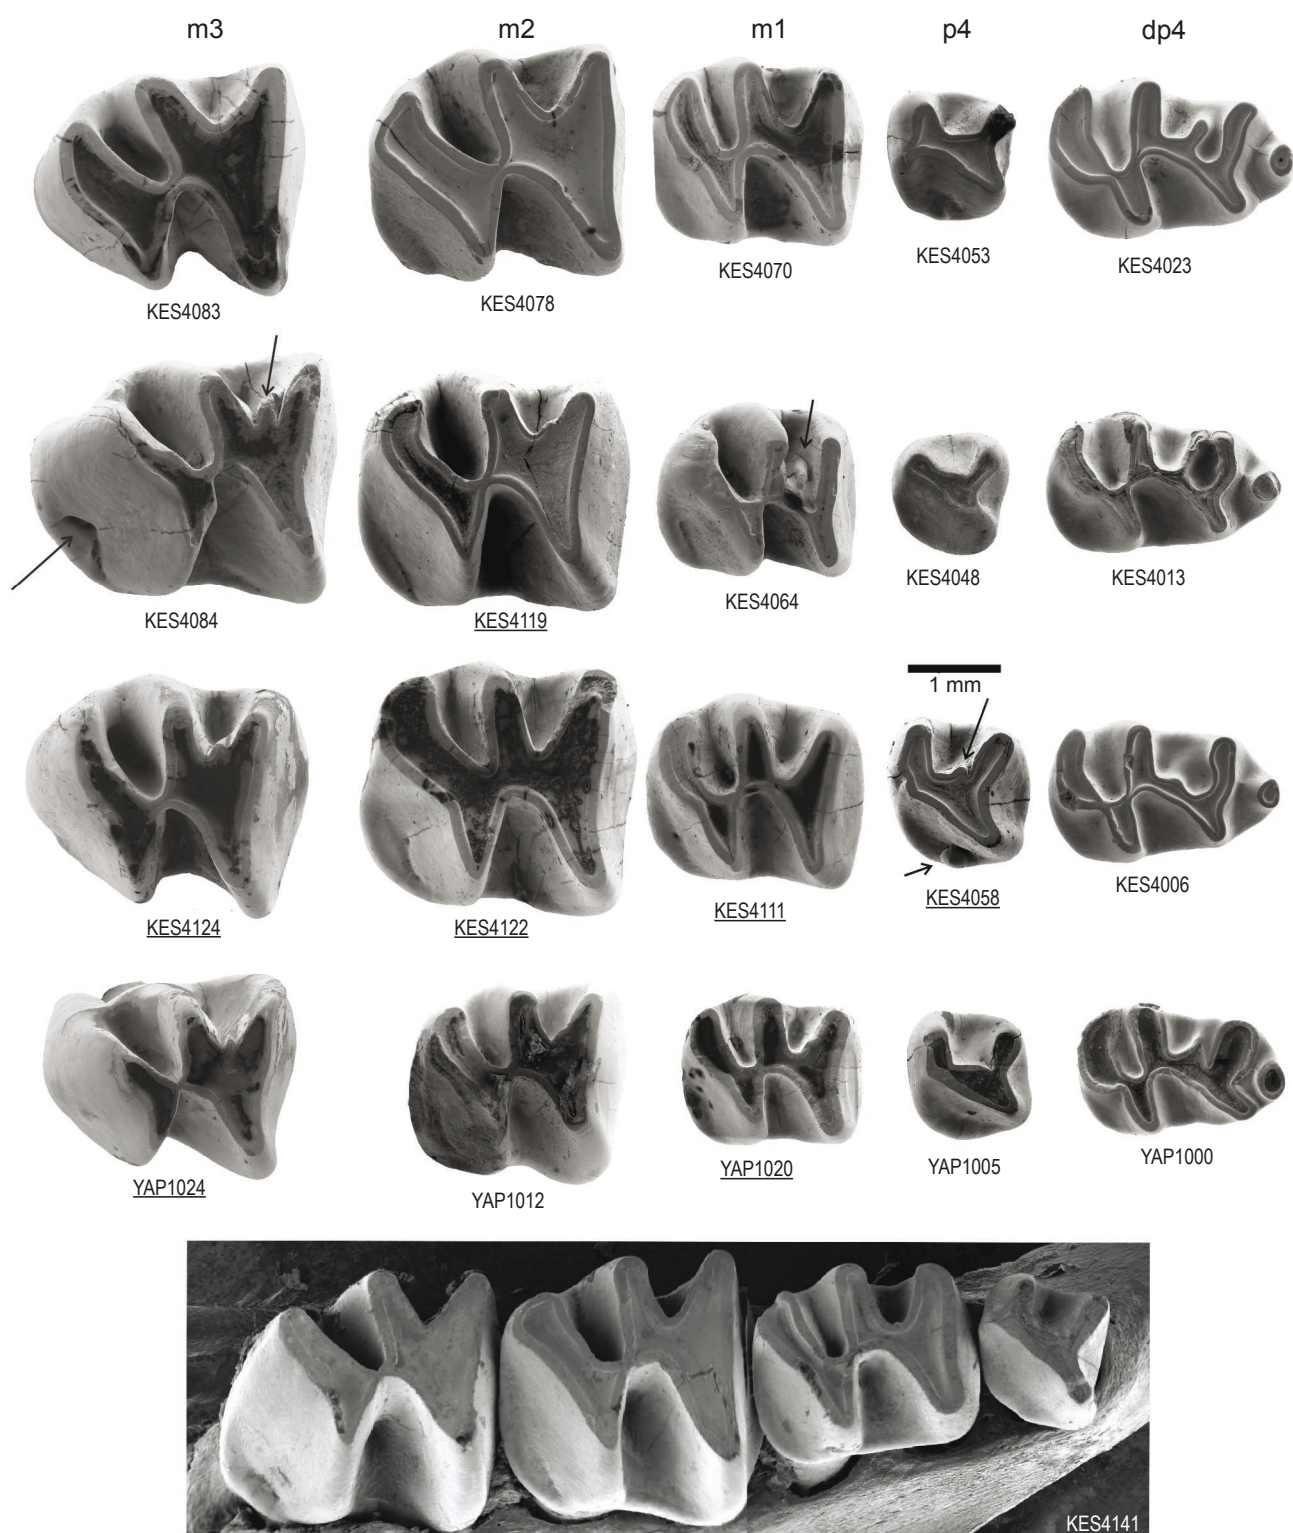 m3 m2 m1 p4 dp4
KES4083 KES4078 KES4070 KES4053 KES4023
KES4084 KES4119 KES4064 KES4048 KES4013
1 mm
KES4124 KES4122 KES4111 KES4058 KES4006
YAP1024 YAP1012 YAP1020 YAP1005 YAP1000
KES4141